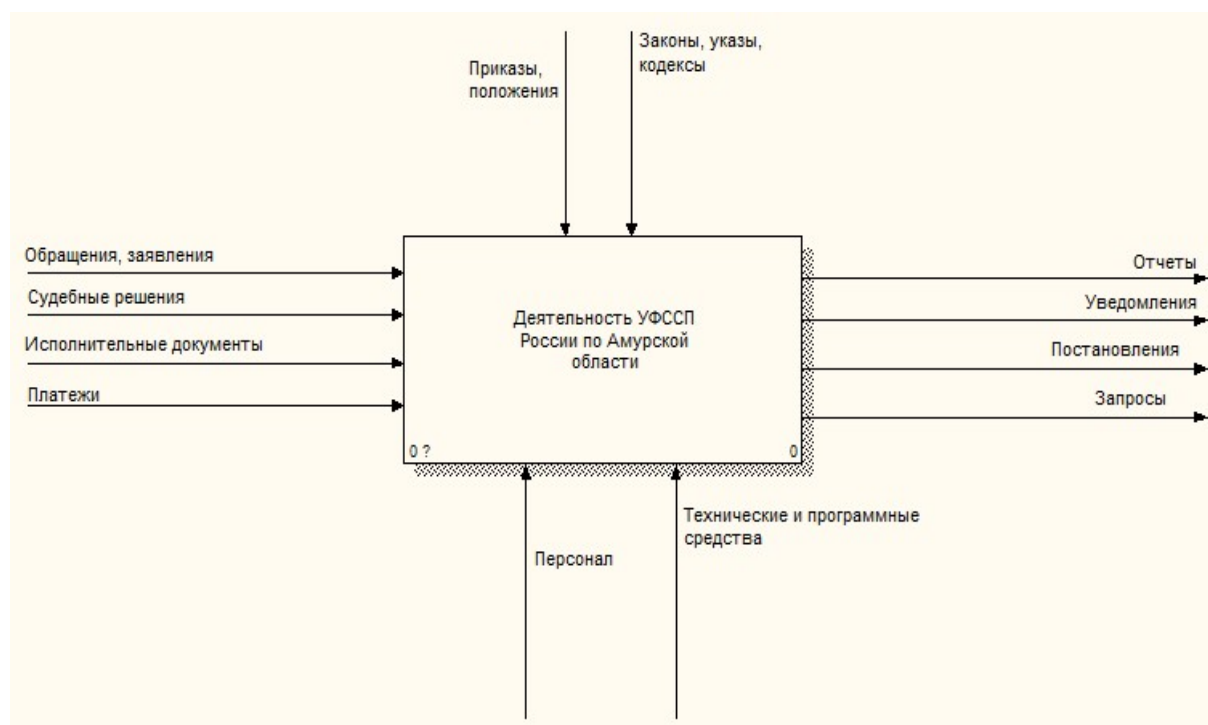 Законы, указы,
кодексы
Приказы,
положения
Обращения, заявления
Судебные решения
Исполнительные документы
Платежи
Деятельность УФССП
России по Амурской
области
0 ?
0
Отчеты
Уведомления
Постановления
Запросы
Технические и программные
средства
Персонал